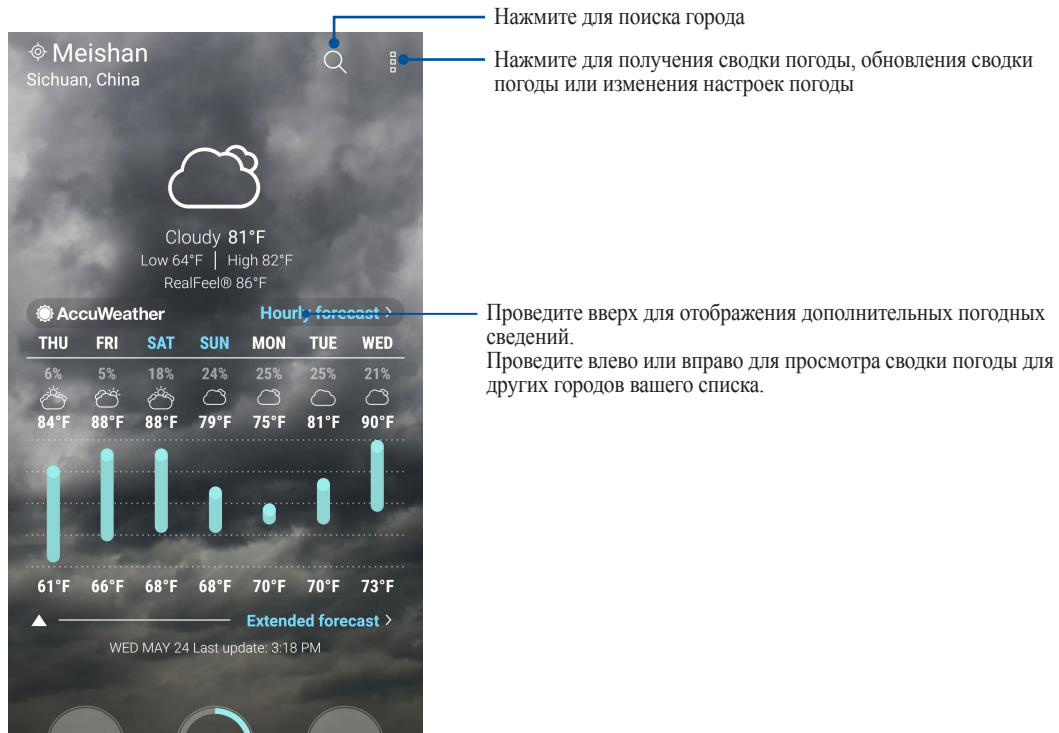 Нажмите для поиска города
Meishan
Sichuan, China
Нажмите для получения сводки погоды, обновления сводки
погоды или изменения настроек погоды
Cloudy 81°F
Low 64°F | High 82°F
RealFeel® 86°F
AccuWeather Hourly forecast >
THU FRI SAT SUN MON TUE WED
6% 5% 18% 24% 25% 25% 21%
84°F 88°F 88°F 79°F 75°F 81°F 90°F
61°F 66°F 68°F 68°F 70°F 70°F 73°F
Extended forecast >
WED MAY 24 Last update: 3:18 PM
Проведите вверх для отображения дополнительных погодных
сведений.
Проведите влево или вправо для просмотра сводки погоды для
других городов вашего списка.